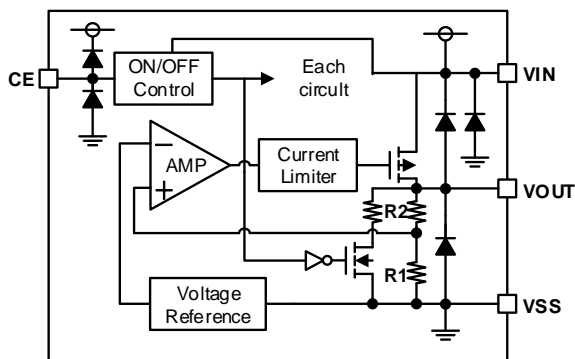 CE
ON/OFF
Control
Each
circuit
VIN
−
AMP
+
Current
Limiter
R2
VOUT
R1
Voltage
Reference
VSS